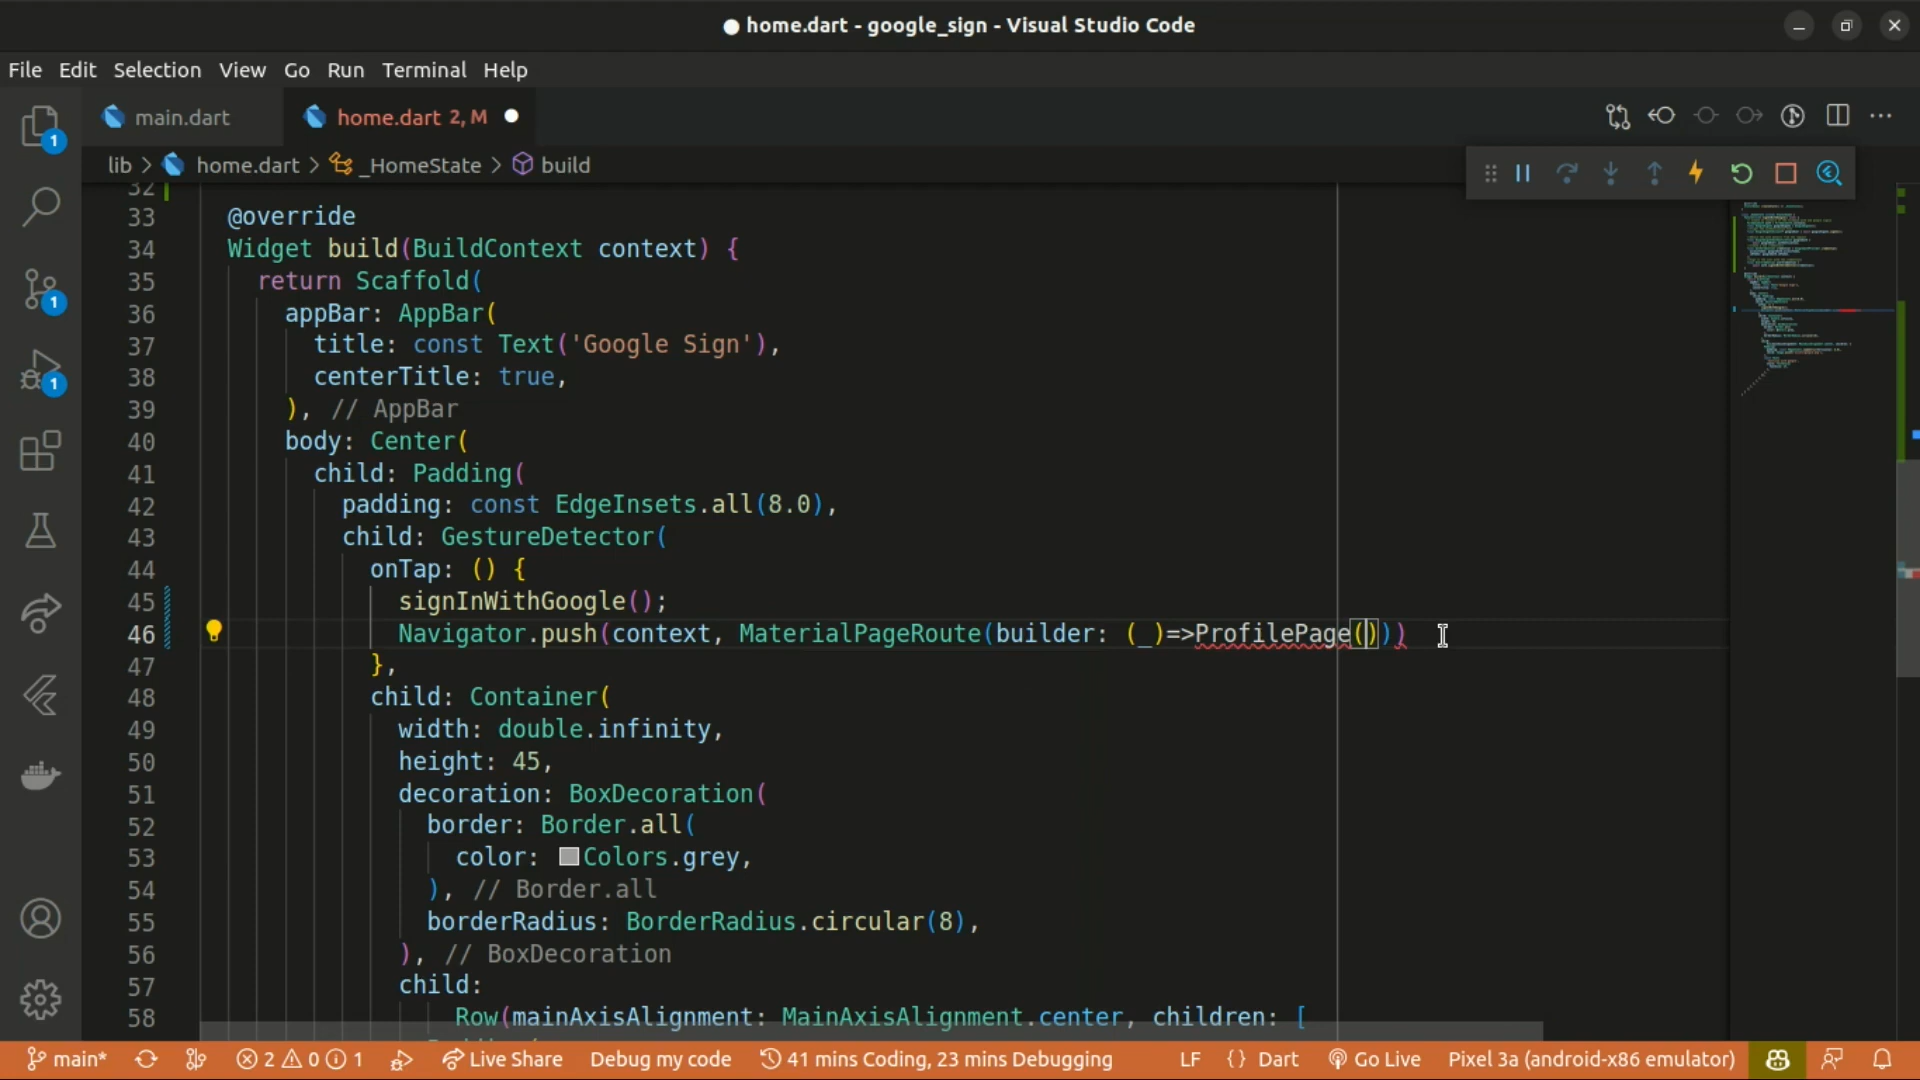 home.dart - google_sign - Visual Studio Code
File Edit Selection View Go Run Terminal Help
main.dart home.dart 2, M
lib > home.dart > _HomeState > build
1
1
1
32
33 @override
34 Widget build(BuildContext context) {
35 return Scaffold(
36 appBar: AppBar(
37 title: const Text('Google Sign'),
38 centerTitle: true,
39 ), // AppBar
40 body: Center(
41 child: Padding(
42 padding: const EdgeInsets.all(8.0),
43 child: GestureDetector(
44 onTap: () {
45 signInWithGoogle();
46 Navigator.push(context, MaterialPageRoute(builder: (_)=>ProfilePage()))
47 },
48 child: Container(
49 width: double.infinity,
50 height: 45,
51 decoration: BoxDecoration(
52 border: Border.all(
53 color: Colors.grey,
54 ), // Border.all
55 borderRadius: BorderRadius.circular(8),
56 ), // BoxDecoration
57 child:
58 Row(mainAxisAlignment: MainAxisAlignment.center, children: [
main* 2 0 1 Live Share Debug my code 41 mins Coding, 23 mins Debugging LF {} Dart Go Live Pixel 3a (android-x86 emulator)